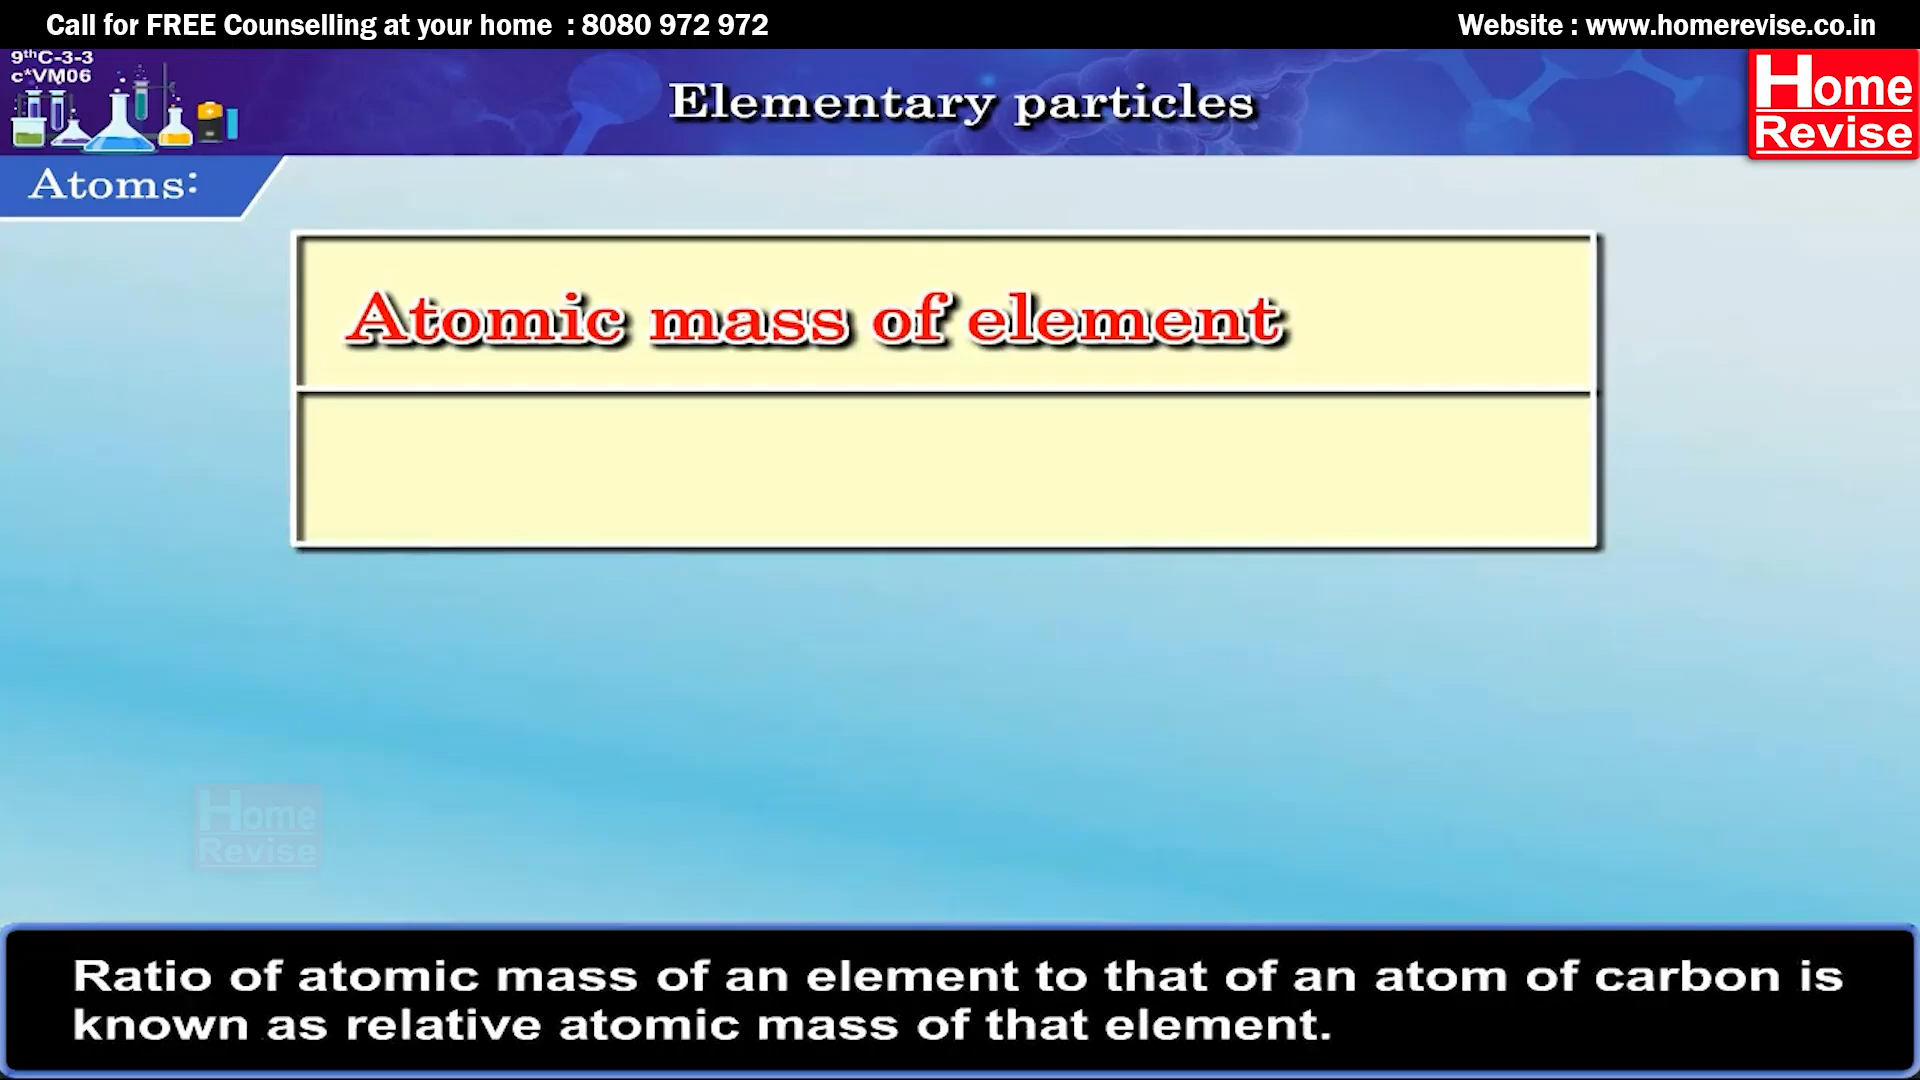 Call for FREE Counselling at your home : 8080 972 972
Website : www.homerevise.co.in
9thC-3-3
c*VM06
Elementary particles
Home
Revise
Atoms:
Atomic mass of element
Home
Revise
Ratio of atomic mass of an element to that of an atom of carbon is
known as relative atomic mass of that element.